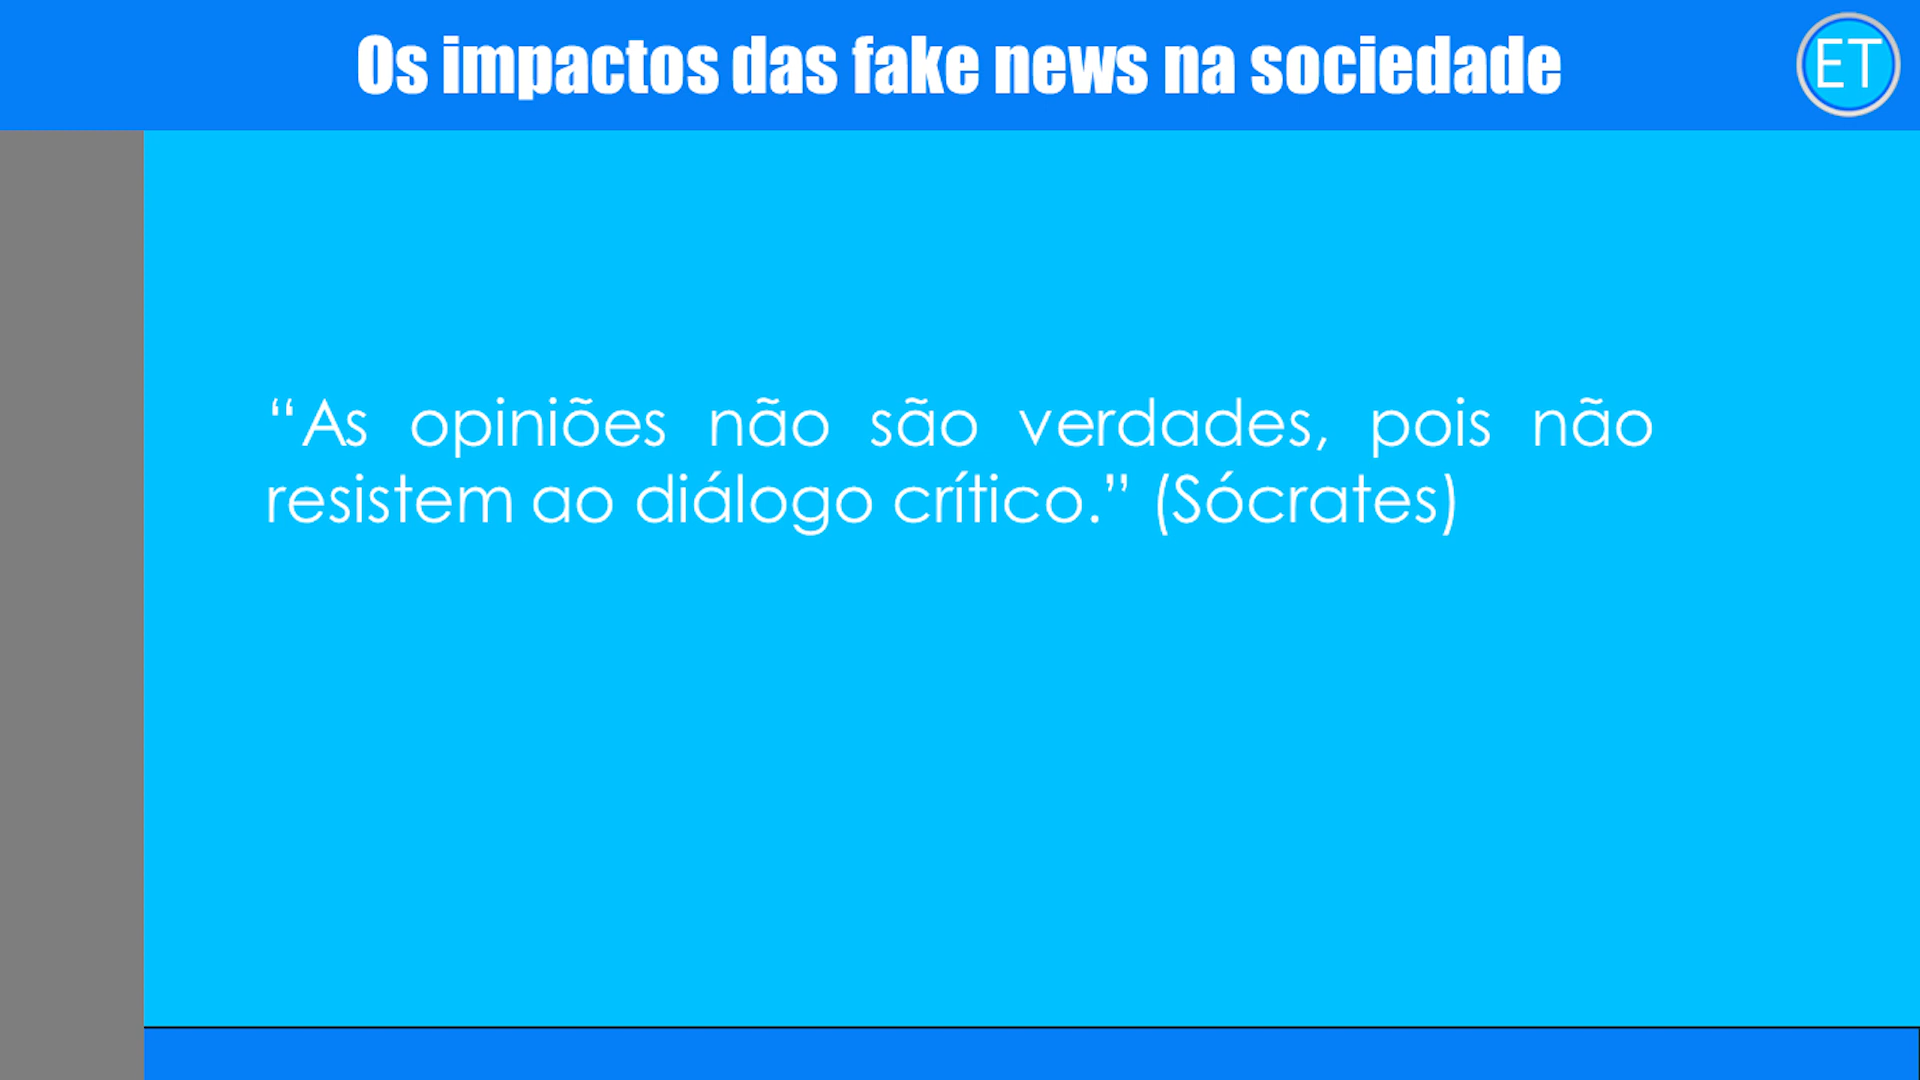 Os impactos das fake news na sociedade
ET
“As opiniões não são verdades, pois não
resistem ao diálogo crítico.” (Sócrates)